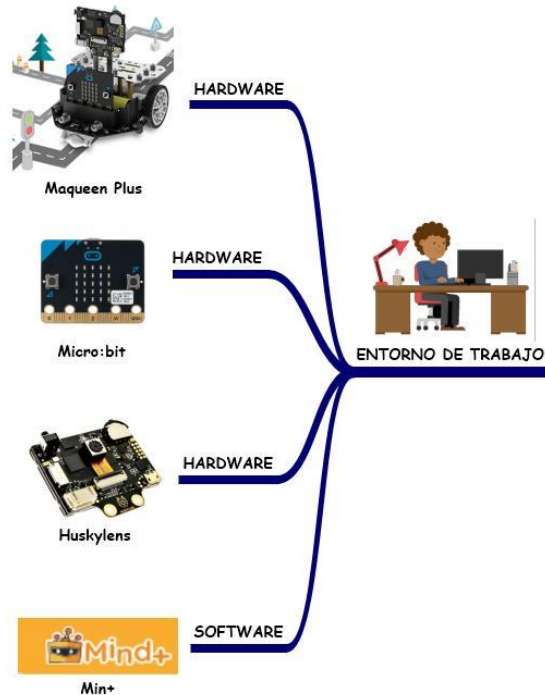 HARDWARE
Maqueen Plus
HARDWARE
Micro:bit
ENTORNO DE TRABAJO
HARDWARE
Huskylens
SOFTWARE
Mind+
Min+